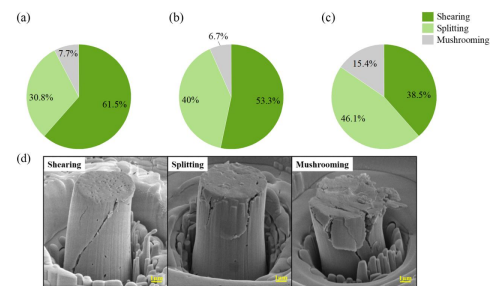 (a)
(b)
(c)
Shearing
Splitting
Mushrooming
7.7%
30.8%
61.5%
6.7%
40%
53.3%
15.4%
38.5%
46.1%
(d)
Shearing
Splitting
Mushrooming